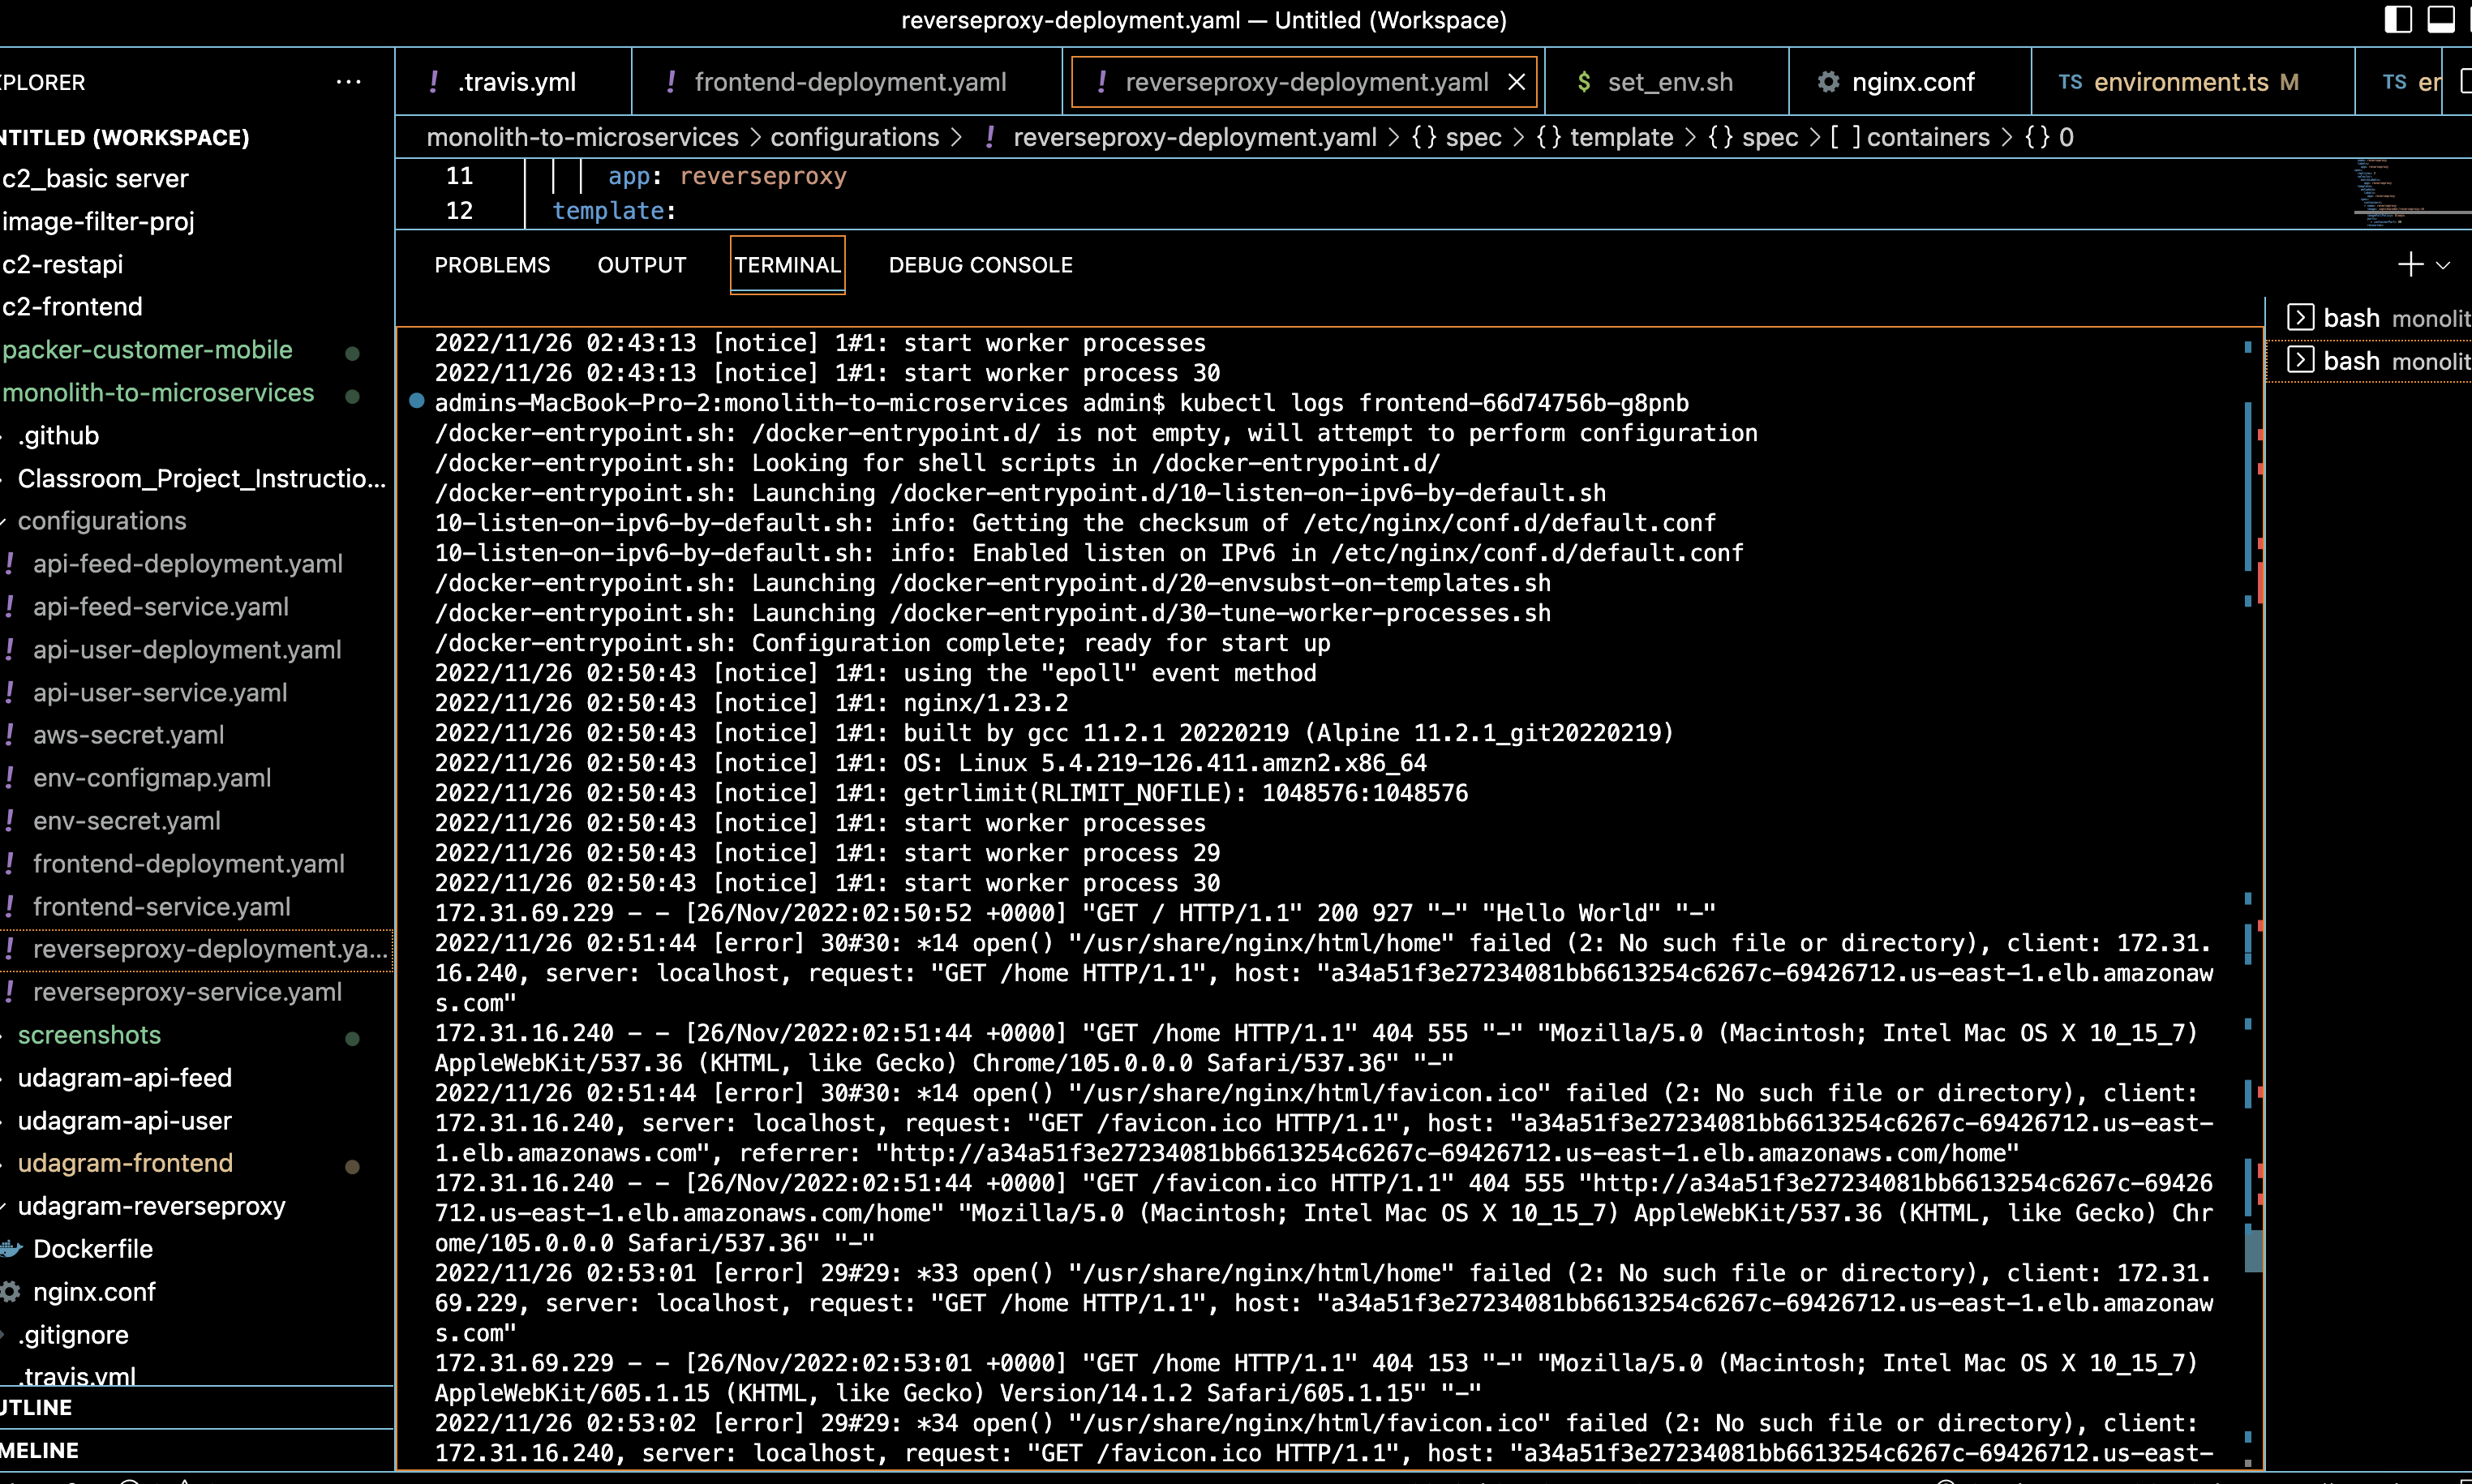 reverseproxy-deployment.yaml — Untitled (Workspace)
PLORER
···
! .travis.yml
! frontend-deployment.yaml
! reverseproxy-deployment.yaml ×
$ set_env.sh
nginx.conf
TS environment.ts M
TS er
NTITLED (WORKSPACE)
c2_basic server
image-filter-proj
c2-restapi
c2-frontend
packer-customer-mobile
monolith-to-microservices
.github
Classroom_Project_Instructio...
configurations
! api-feed-deployment.yaml
! api-feed-service.yaml
! api-user-deployment.yaml
! api-user-service.yaml
! aws-secret.yaml
! env-configmap.yaml
! env-secret.yaml
! frontend-deployment.yaml
! frontend-service.yaml
! reverseproxy-deployment.ya...
! reverseproxy-service.yaml
screenshots
udagram-api-feed
udagram-api-user
udagram-frontend
udagram-reverseproxy
Dockerfile
nginx.conf
.gitignore
.travis.yml
UTLINE
MELINE
monolith-to-microservices > configurations > ! reverseproxy-deployment.yaml > {} spec > {} template > {} spec > [ ] containers > {} 0
11 app: reverseproxy
12 template:
PROBLEMS OUTPUT TERMINAL DEBUG CONSOLE
bash monolit
bash monolit
2022/11/26 02:43:13 [notice] 1#1: start worker processes
2022/11/26 02:43:13 [notice] 1#1: start worker process 30
admins-MacBook-Pro-2:monolith-to-microservices admin$ kubectl logs frontend-66d74756b-g8pnb
/docker-entrypoint.sh: /docker-entrypoint.d/ is not empty, will attempt to perform configuration
/docker-entrypoint.sh: Looking for shell scripts in /docker-entrypoint.d/
/docker-entrypoint.sh: Launching /docker-entrypoint.d/10-listen-on-ipv6-by-default.sh
10-listen-on-ipv6-by-default.sh: info: Getting the checksum of /etc/nginx/conf.d/default.conf
10-listen-on-ipv6-by-default.sh: info: Enabled listen on IPv6 in /etc/nginx/conf.d/default.conf
/docker-entrypoint.sh: Launching /docker-entrypoint.d/20-envsubst-on-templates.sh
/docker-entrypoint.sh: Launching /docker-entrypoint.d/30-tune-worker-processes.sh
/docker-entrypoint.sh: Configuration complete; ready for start up
2022/11/26 02:50:43 [notice] 1#1: using the "epoll" event method
2022/11/26 02:50:43 [notice] 1#1: nginx/1.23.2
2022/11/26 02:50:43 [notice] 1#1: built by gcc 11.2.1 20220219 (Alpine 11.2.1_git20220219)
2022/11/26 02:50:43 [notice] 1#1: OS: Linux 5.4.219-126.411.amzn2.x86_64
2022/11/26 02:50:43 [notice] 1#1: getrlimit(RLIMIT_NOFILE): 1048576:1048576
2022/11/26 02:50:43 [notice] 1#1: start worker processes
2022/11/26 02:50:43 [notice] 1#1: start worker process 29
2022/11/26 02:50:43 [notice] 1#1: start worker process 30
172.31.69.229 - - [26/Nov/2022:02:50:52 +0000] "GET / HTTP/1.1" 200 927 "-" "Hello World" "-"
2022/11/26 02:51:44 [error] 30#30: *14 open() "/usr/share/nginx/html/home" failed (2: No such file or directory), client: 172.31.
16.240, server: localhost, request: "GET /home HTTP/1.1", host: "a34a51f3e27234081bb6613254c6267c-69426712.us-east-1.elb.amazonaw
s.com"
172.31.16.240 - - [26/Nov/2022:02:51:44 +0000] "GET /home HTTP/1.1" 404 555 "-" "Mozilla/5.0 (Macintosh; Intel Mac OS X 10_15_7)
AppleWebKit/537.36 (KHTML, like Gecko) Chrome/105.0.0.0 Safari/537.36" "-"
2022/11/26 02:51:44 [error] 30#30: *14 open() "/usr/share/nginx/html/favicon.ico" failed (2: No such file or directory), client:
172.31.16.240, server: localhost, request: "GET /favicon.ico HTTP/1.1", host: "a34a51f3e27234081bb6613254c6267c-69426712.us-east-
1.elb.amazonaws.com", referrer: "http://a34a51f3e27234081bb6613254c6267c-69426712.us-east-1.elb.amazonaws.com/home"
172.31.16.240 - - [26/Nov/2022:02:51:44 +0000] "GET /favicon.ico HTTP/1.1" 404 555 "http://a34a51f3e27234081bb6613254c6267c-69426
712.us-east-1.elb.amazonaws.com/home" "Mozilla/5.0 (Macintosh; Intel Mac OS X 10_15_7) AppleWebKit/537.36 (KHTML, like Gecko) Chr
ome/105.0.0.0 Safari/537.36" "-"
2022/11/26 02:53:01 [error] 29#29: *33 open() "/usr/share/nginx/html/home" failed (2: No such file or directory), client: 172.31.
69.229, server: localhost, request: "GET /home HTTP/1.1", host: "a34a51f3e27234081bb6613254c6267c-69426712.us-east-1.elb.amazonaw
s.com"
172.31.69.229 - - [26/Nov/2022:02:53:01 +0000] "GET /home HTTP/1.1" 404 153 "-" "Mozilla/5.0 (Macintosh; Intel Mac OS X 10_15_7)
AppleWebKit/605.1.15 (KHTML, like Gecko) Version/14.1.2 Safari/605.1.15" "-"
2022/11/26 02:53:02 [error] 29#29: *34 open() "/usr/share/nginx/html/favicon.ico" failed (2: No such file or directory), client:
172.31.16.240, server: localhost, request: "GET /favicon.ico HTTP/1.1", host: "a34a51f3e27234081bb6613254c6267c-69426712.us-east-